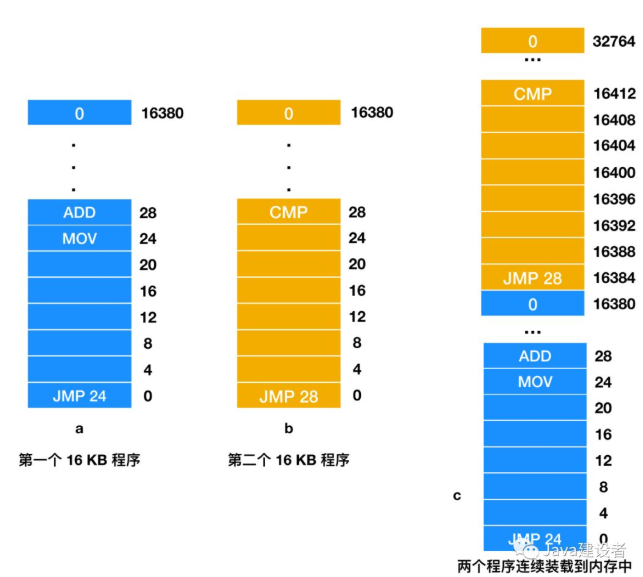 0 16380
.
.
.
ADD 28
MOV 24
20
16
12
8
4
JMP 24 0
a
第一个 16 KB 程序
0 16380
.
.
.
CMP 28
24
20
16
12
8
4
JMP 28 0
b
第二个 16 KB 程序
0 32764
...
CMP 16412
16408
16404
16400
16396
16392
16388
JMP 28 16384
0 16380
...
ADD 28
MOV 24
20
16
12
8
c
4
JMP 24 0
Java建设者
两个程序连续装载到内存中